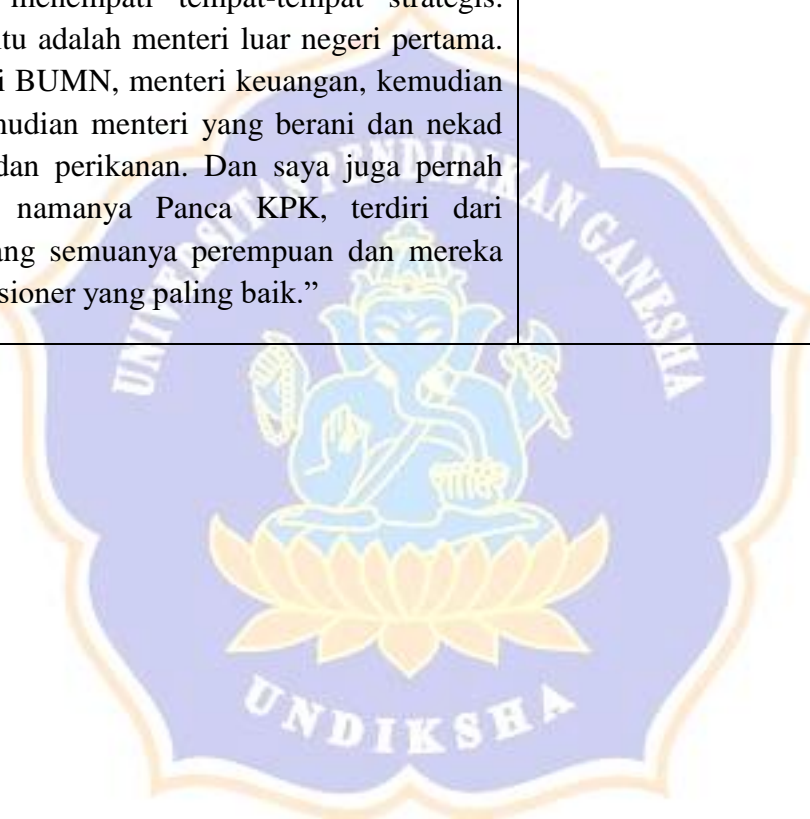 menempati tempat-tempat strategis.
itu adalah menteri luar negeri pertama.
i BUMN, menteri keuangan, kemudian
mudian menteri yang berani dan nekad
dan perikanan. Dan saya juga pernah
namanya Panca KPK, terdiri dari
ang semuanya perempuan dan mereka
sioner yang paling baik.”
UNIVERSITAS PENDIDIKAN GANESHA
UNDIKSHA